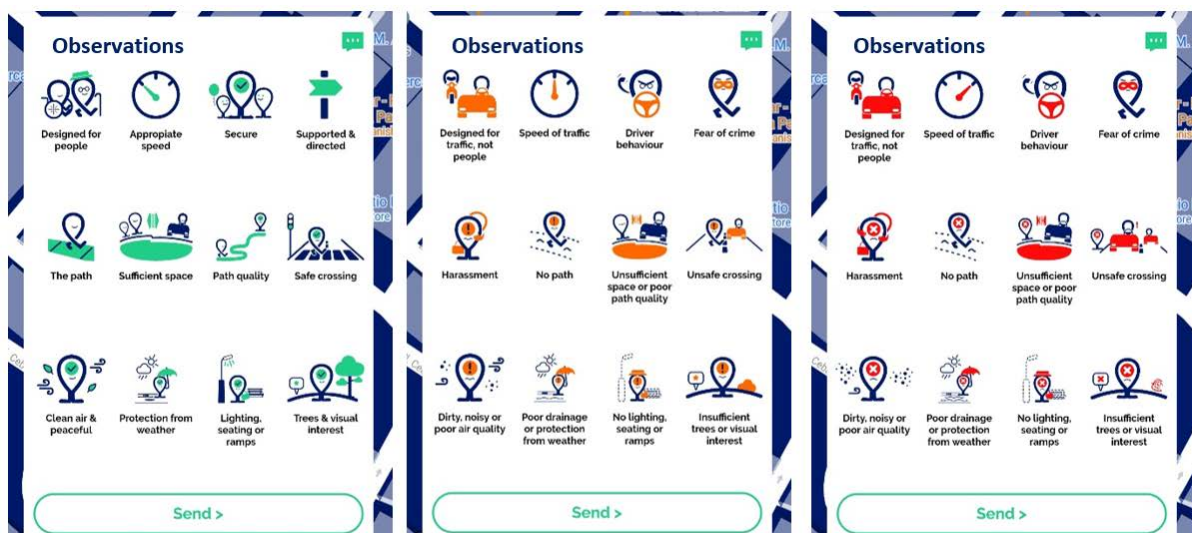 Observations
Designed for
people
Appropiate
speed
Secure
Supported &
directed
The path
Sufficient space
Path quality
Safe crossing
Clean air &
peaceful
Protection from
weather
Lighting,
seating or
ramps
Trees & visual
interest
Send >
Observations
Designed for
traffic, not
people
Speed of traffic
Driver
behaviour
Fear of crime
Harassment
No path
Unsufficient
space or poor
path quality
Unsafe crossing
Dirty, noisy or
poor air quality
Poor drainage
or protection
from weather
No lighting,
seating or
ramps
Insufficient
trees or visual
interest
Send >
Observations
Designed for
traffic, not
people
Speed of traffic
Driver
behaviour
Fear of crime
Harassment
No path
Unsufficient
space or poor
path quality
Unsafe crossing
Dirty, noisy or
poor air quality
Poor drainage
or protection
from weather
No lighting,
seating or
ramps
Insufficient
trees or visual
interest
Send >